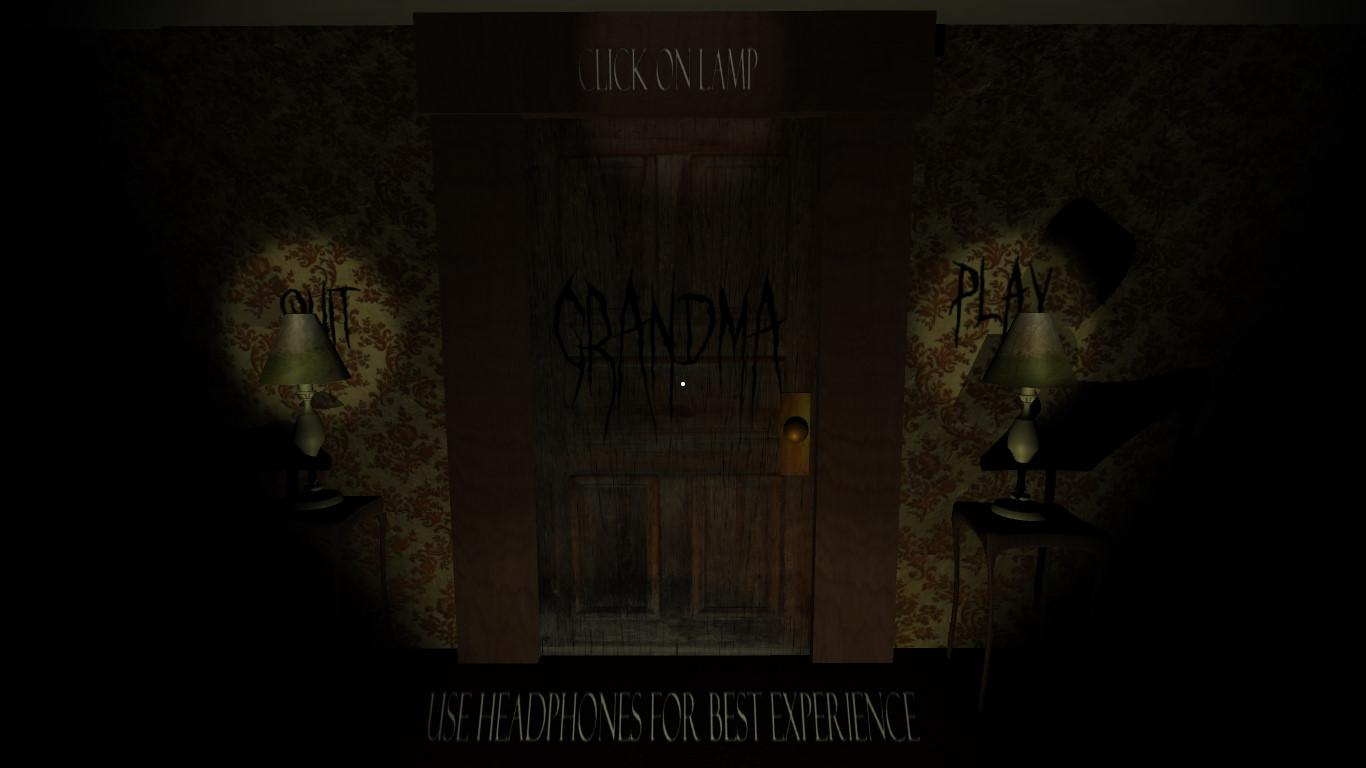 CLICK ON LAMP
QUIT
GRANDMA
PLAY
USE HEADPHONES FOR BEST EXPERIENCE